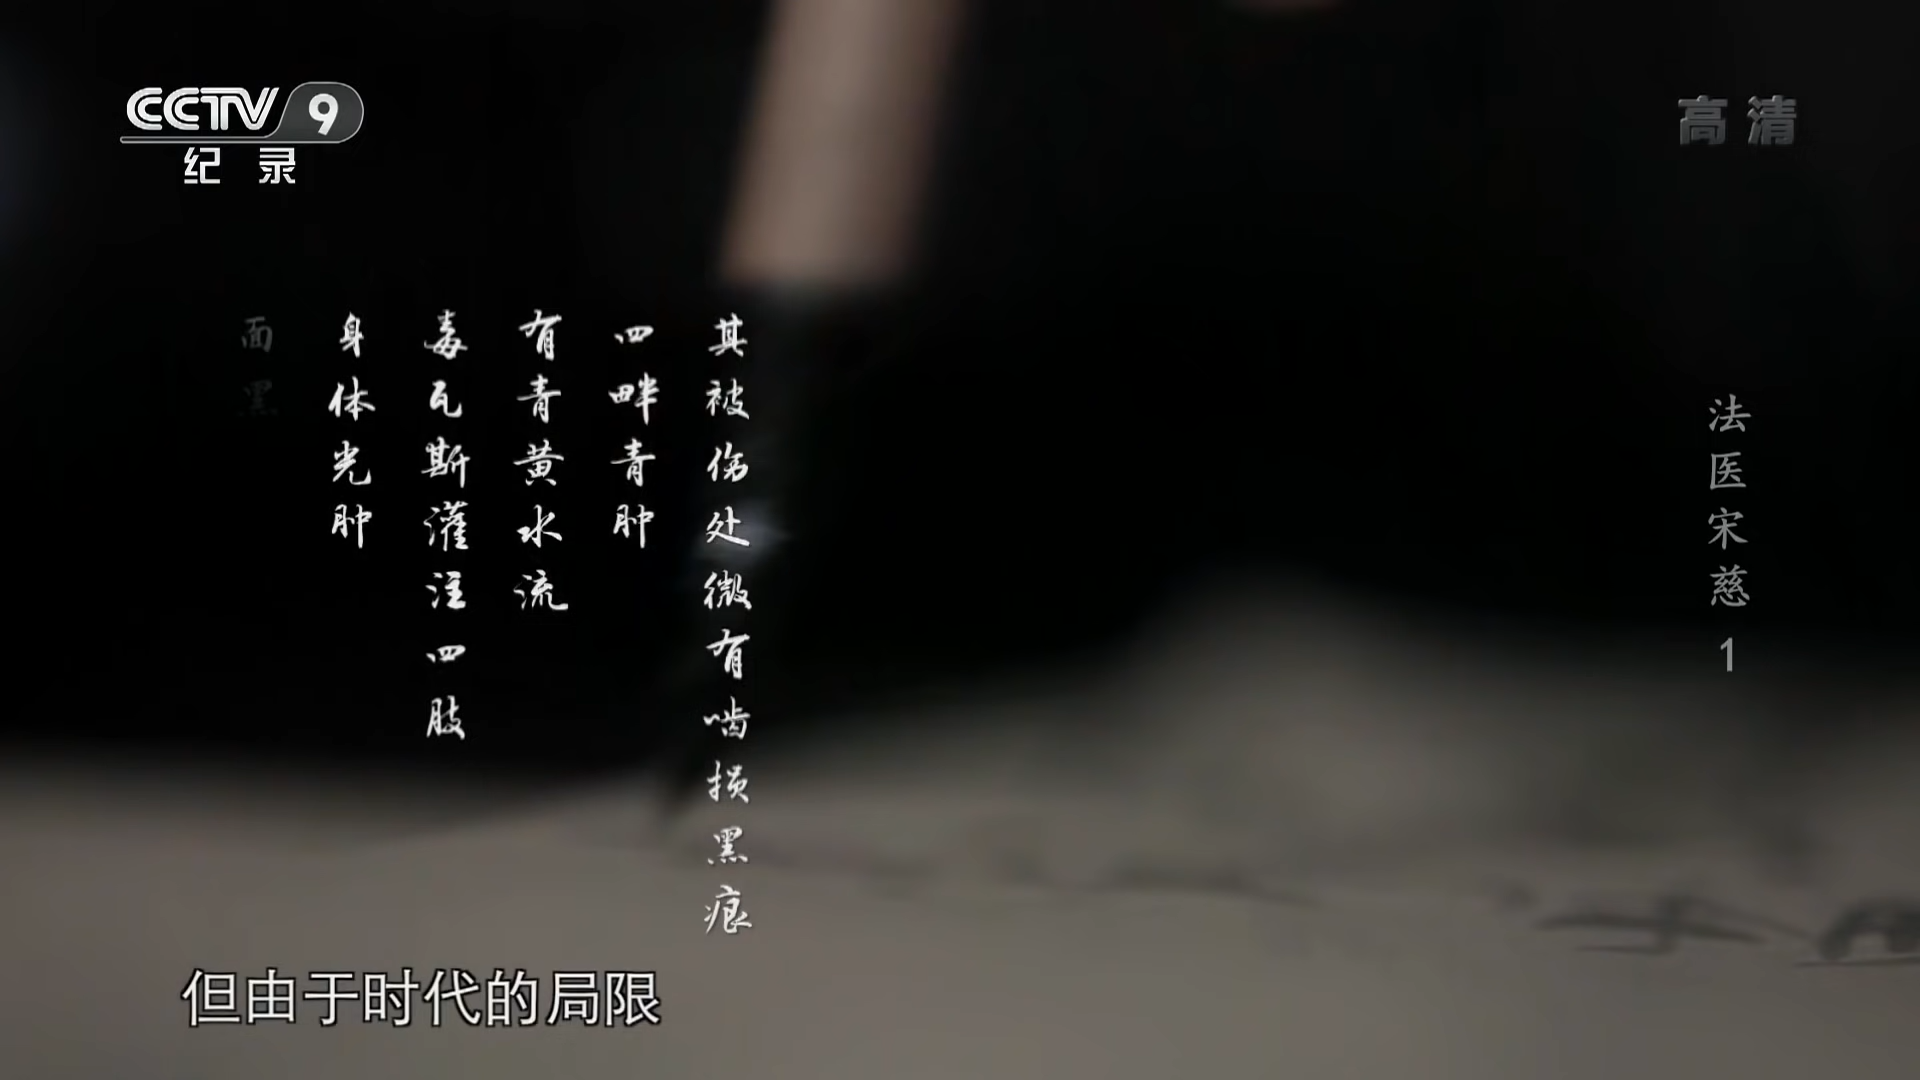 CCTV 9
纪录
高清
法医宋慈 1
其被伤处微有啮损黑痕
四畔青肿
有青黄水流
毒瓦斯灌注四肢
身体光肿
面黑
但由于时代的局限